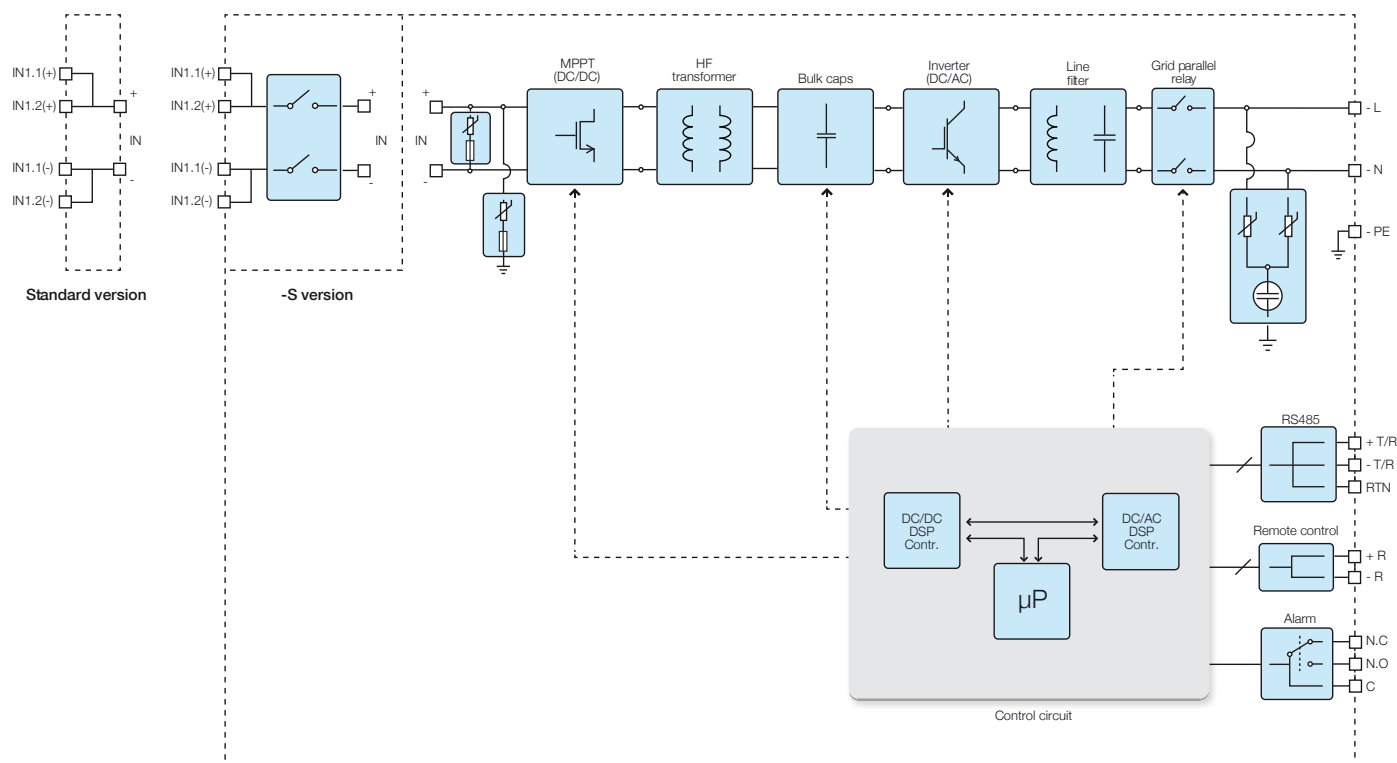 IN1.1(+)
IN1.2(+)
IN1.1(-)
IN1.2(-)
+
IN
-
Standard version
IN1.1(+)
IN1.2(+)
IN1.1(-)
IN1.2(-)
+
IN
-
-S version
+
IN
-
MPPT
(DC/DC)
HF
transformer
Bulk caps
Inverter
(DC/AC)
Line
filter
Grid parallel
relay
- L
- N
- PE
DC/DC
DSP
Contr.
DC/AC
DSP
Contr.
µP
Control circuit
RS485
+ T/R
- T/R
RTN
Remote control
+ R
- R
Alarm
N.C
N.O
C